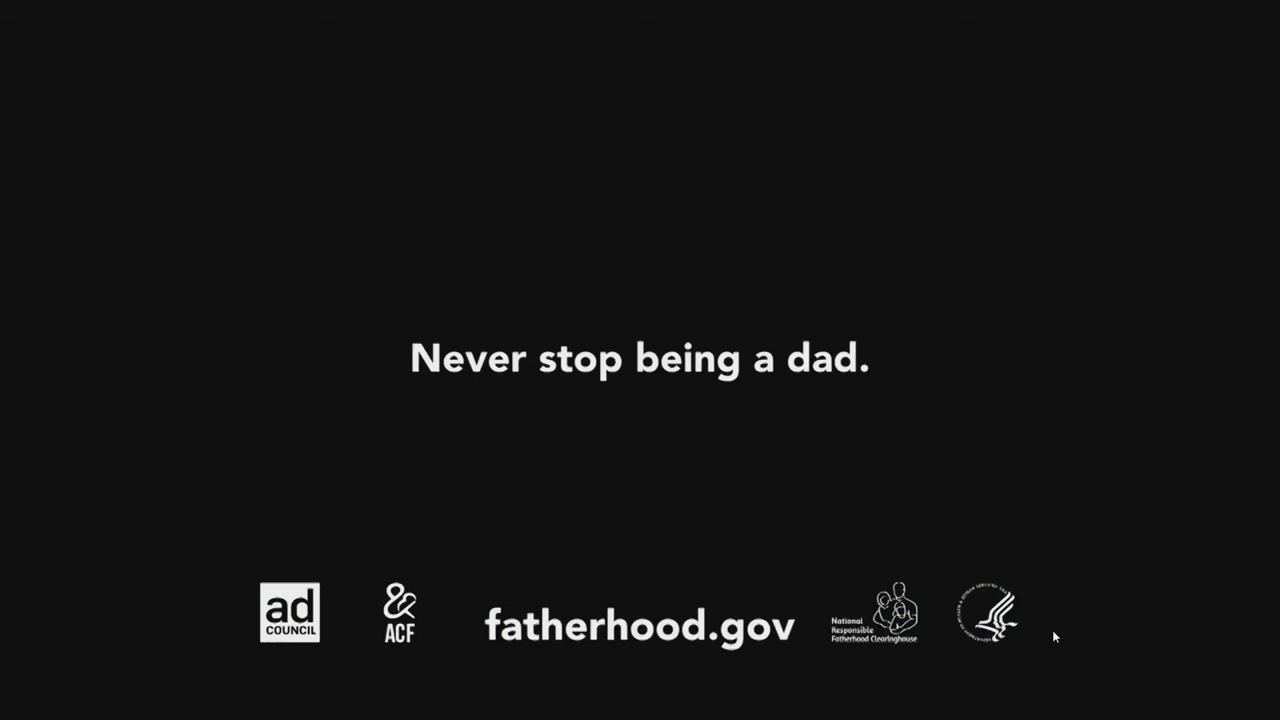 Never stop being a dad.
ad
COUNCIL
&
ACF
fatherhood.gov
National
Responsible
Fatherhood Clearinghouse